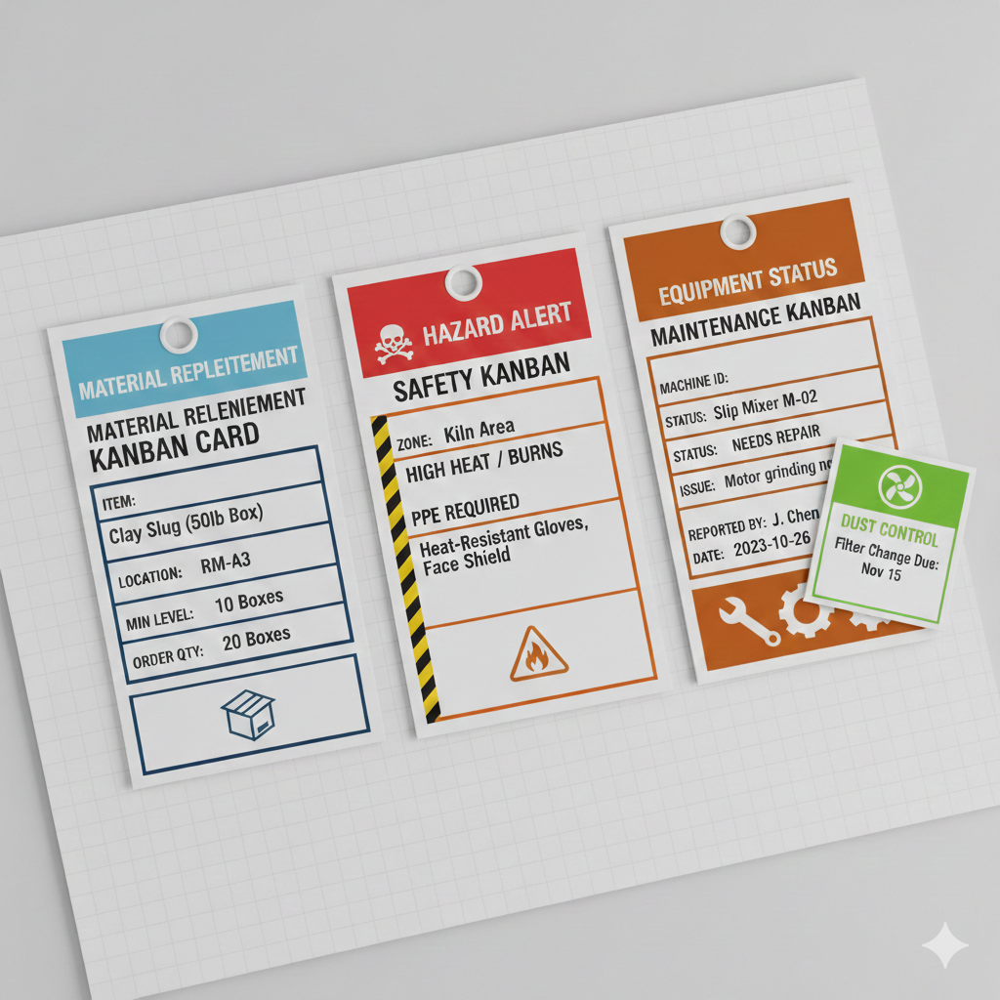 MATERIAL REPLEITEMENT
MATERIAL RELENIEMENT
KANBAN CARD
ITEM:
Clay Slug (50lb Box)
LOCATION: RM-A3
MIN LEVEL: 10 Boxes
ORDER QTY: 20 Boxes
HAZARD ALERT
SAFETY KANBAN
ZONE: Kiln Area
HIGH HEAT / BURNS
PPE REQUIRED
Heat-Resistant Gloves,
Face Shield
EQUIPMENT STATUS
MAINTENANCE KANBAN
MACHINE ID:
STATUS: Slip Mixer M-02
STATUS: NEEDS REPAIR
ISSUE: Motor grinding
REPORTED BY: J. Chen
DATE: 2023-10-26
DUST CONTROL
Filter Change Due:
Nov 15